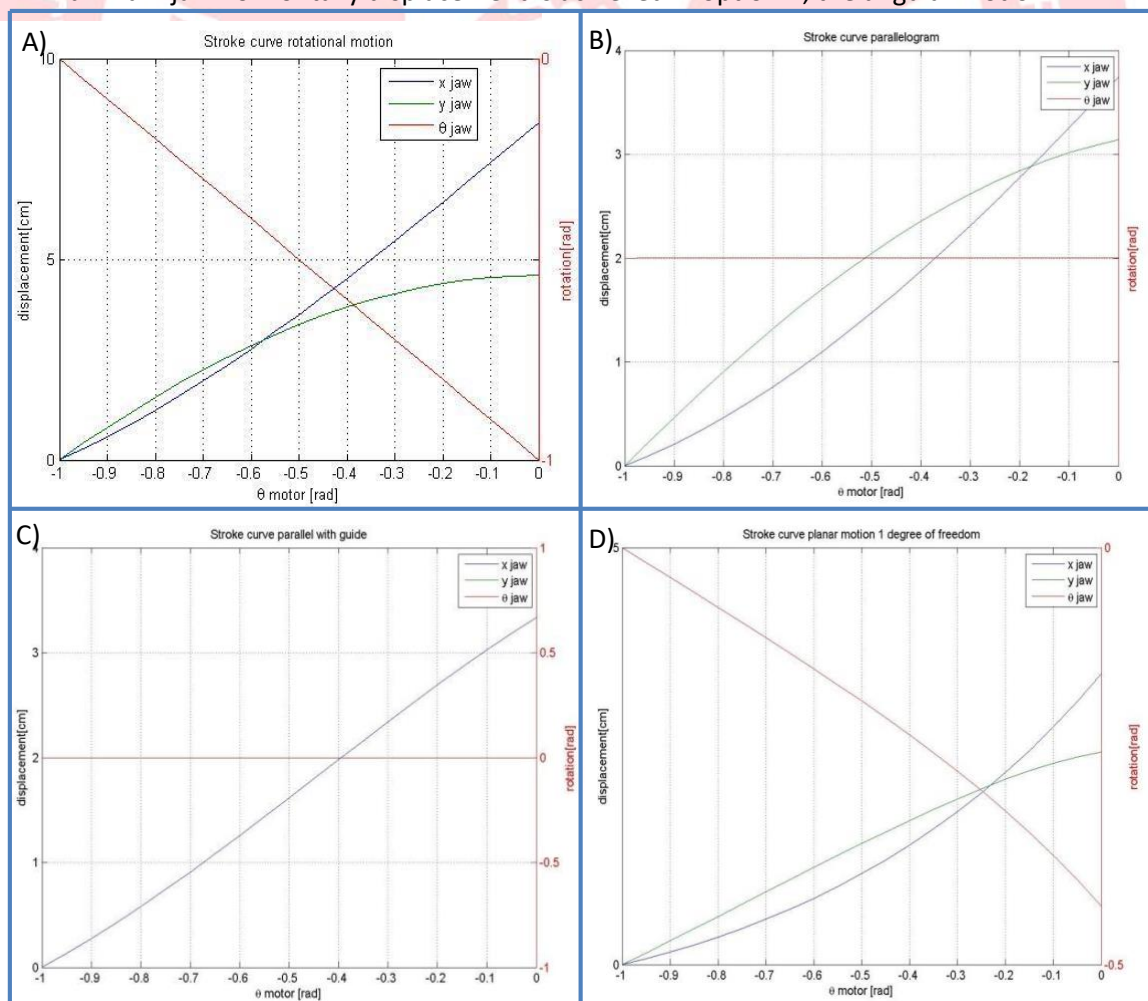 A)
Stroke curve rotational motion
x jaw
y jaw
θ jaw
10
5
0
displacement[cm]
0
-1
rotation[rad]
-1 -0.9 -0.8 -0.7 -0.6 -0.5 -0.4 -0.3 -0.2 -0.1 0
θ motor [rad]
B)
Stroke curve parallelogram
x jaw
y jaw
θ jaw
4
3
2
1
0
displacement[cm]
rotation[rad]
-1 -0.9 -0.8 -0.7 -0.6 -0.5 -0.4 -0.3 -0.2 -0.1 0
θ motor [rad]
C)
Stroke curve parallel with guide
x jaw
y jaw
θ jaw
4
3
2
1
0
displacement[cm]
1
0.5
0
-0.5
-1
rotation[rad]
-1 -0.9 -0.8 -0.7 -0.6 -0.5 -0.4 -0.3 -0.2 -0.1 0
θ motor [rad]
D)
Stroke curve planar motion 1 degree of freedom
x jaw
y jaw
θ jaw
5
0
displacement[cm]
0
-0.5
rotation[rad]
-1 -0.9 -0.8 -0.7 -0.6 -0.5 -0.4 -0.3 -0.2 -0.1 0
θ motor [rad]